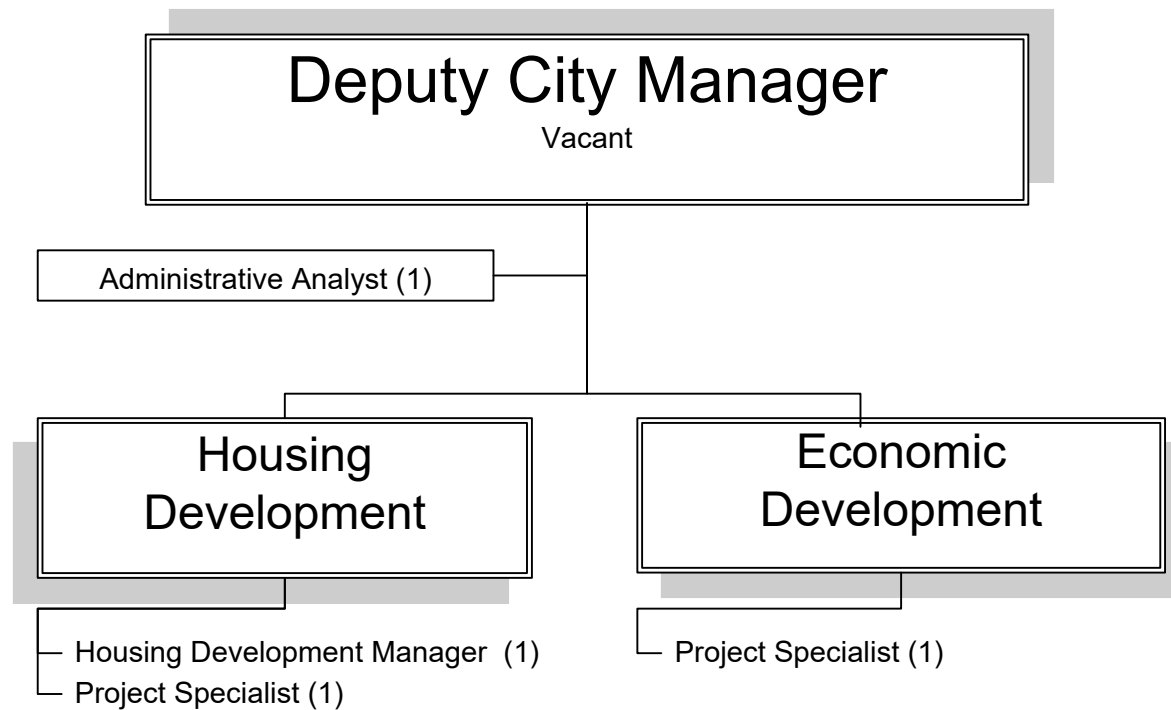 Deputy City Manager
Vacant
Administrative Analyst (1)
Housing
Development
Economic
Development
Housing Development Manager (1)
Project Specialist (1)
Project Specialist (1)